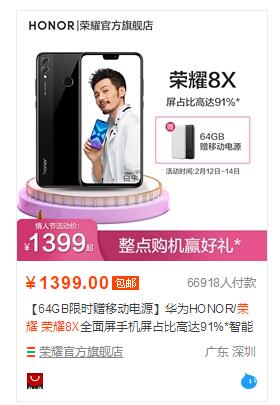 HONOR|荣耀官方旗舰店
荣耀8X
屏占比高达91%*
赠
64GB
赠移动电源
活动时间:2月12日-14日
honor
情人节活动价:
¥1399起
整点购机赢好礼*
¥1399.00 包邮
66918人付款
【64GB限时赠移动电源】华为HONOR/荣
耀 荣耀8X全面屏手机屏占比高达91%*智能
荣耀官方旗舰店
广东 深圳